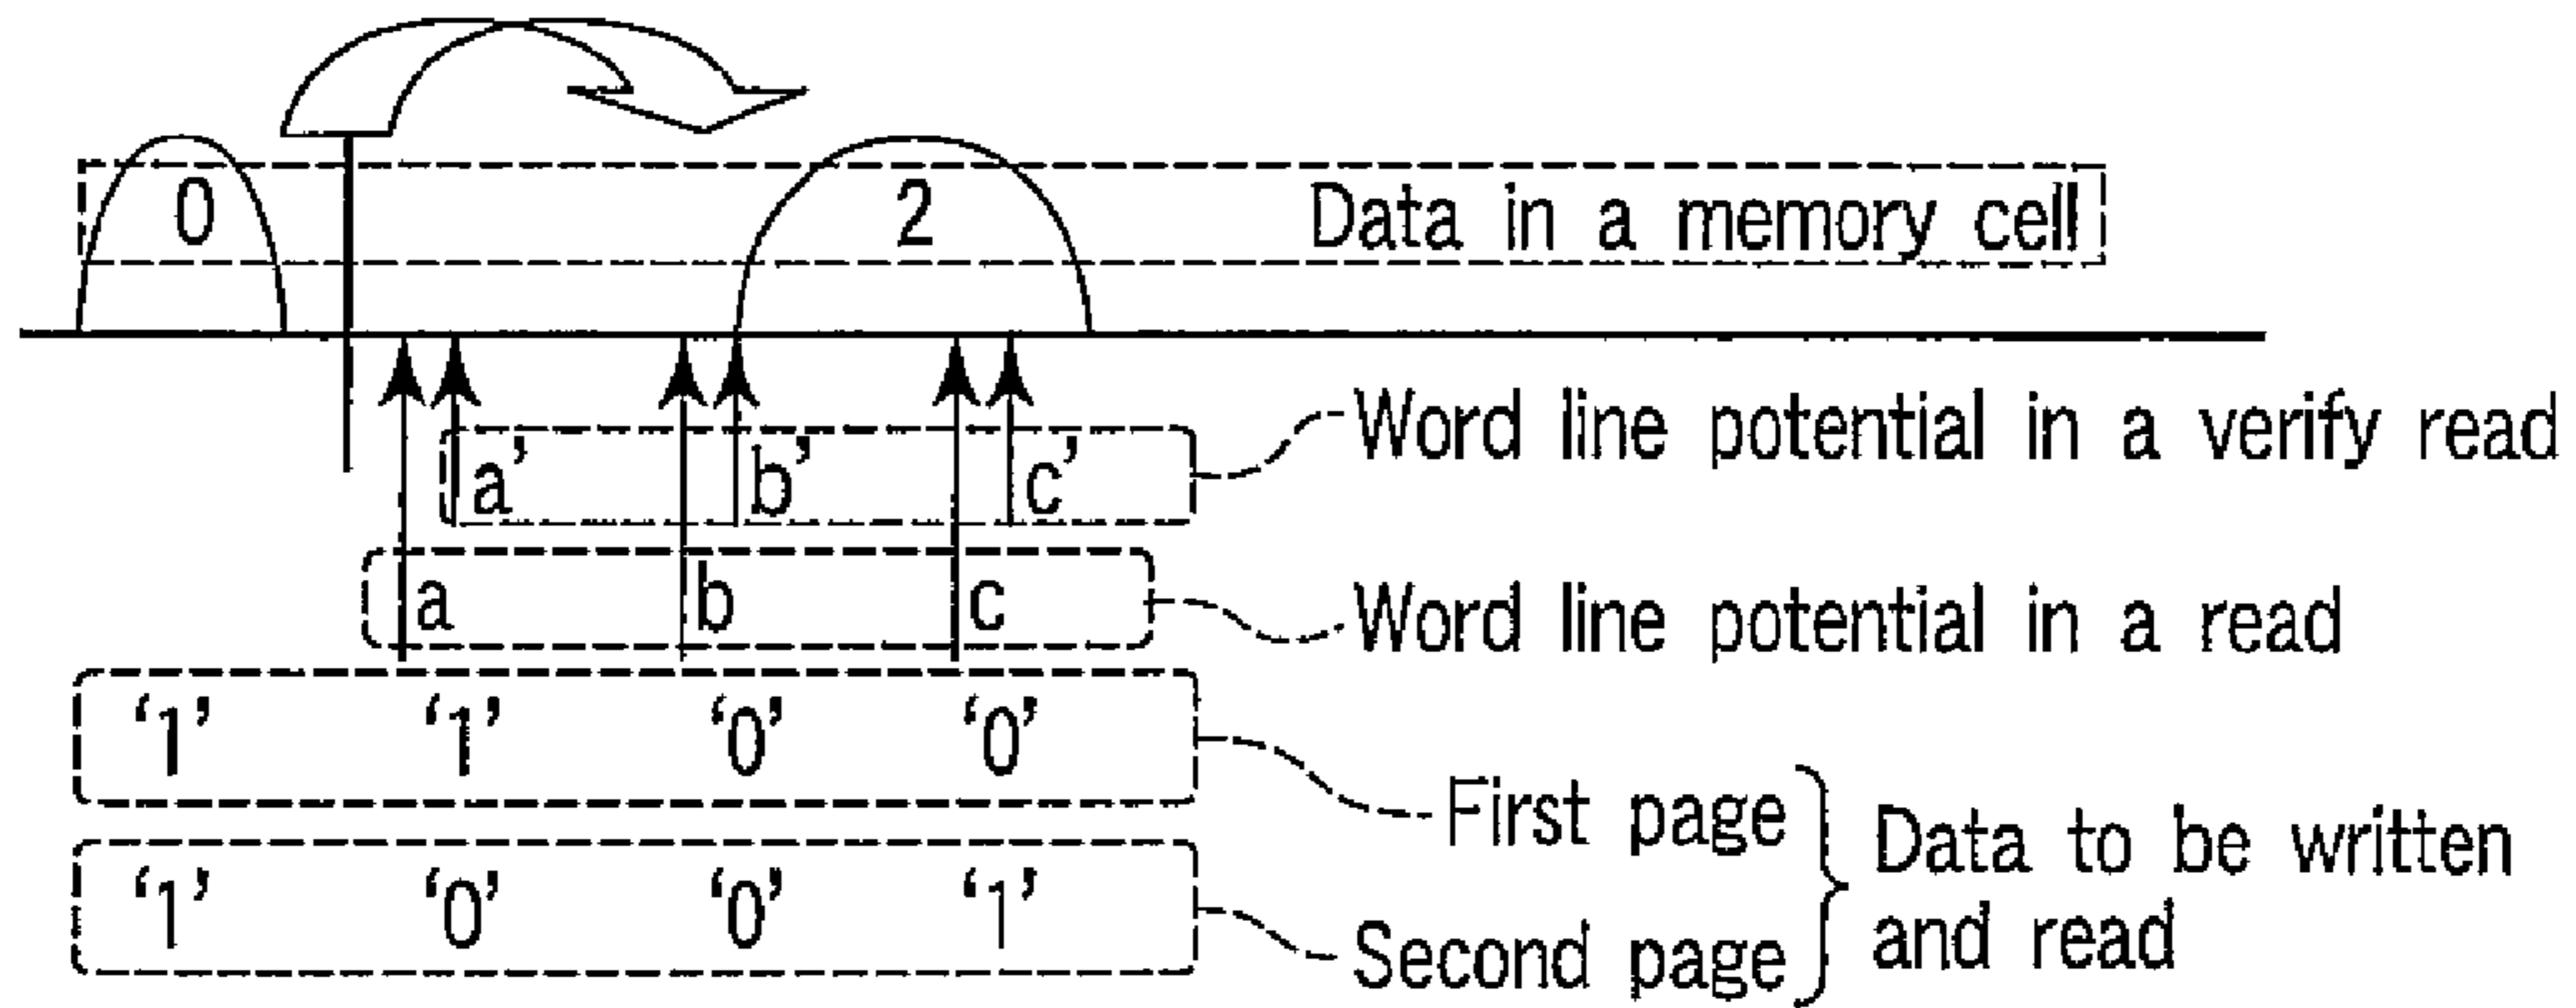 0 2 Data in a memory cell
a' b' c' Word line potential in a verify read
a b c Word line potential in a read
‘1’ ‘1’ ‘0’ ‘0’
First page
‘1’ ‘0’ ‘0’ ‘1’
Second page
Data to be written
and read